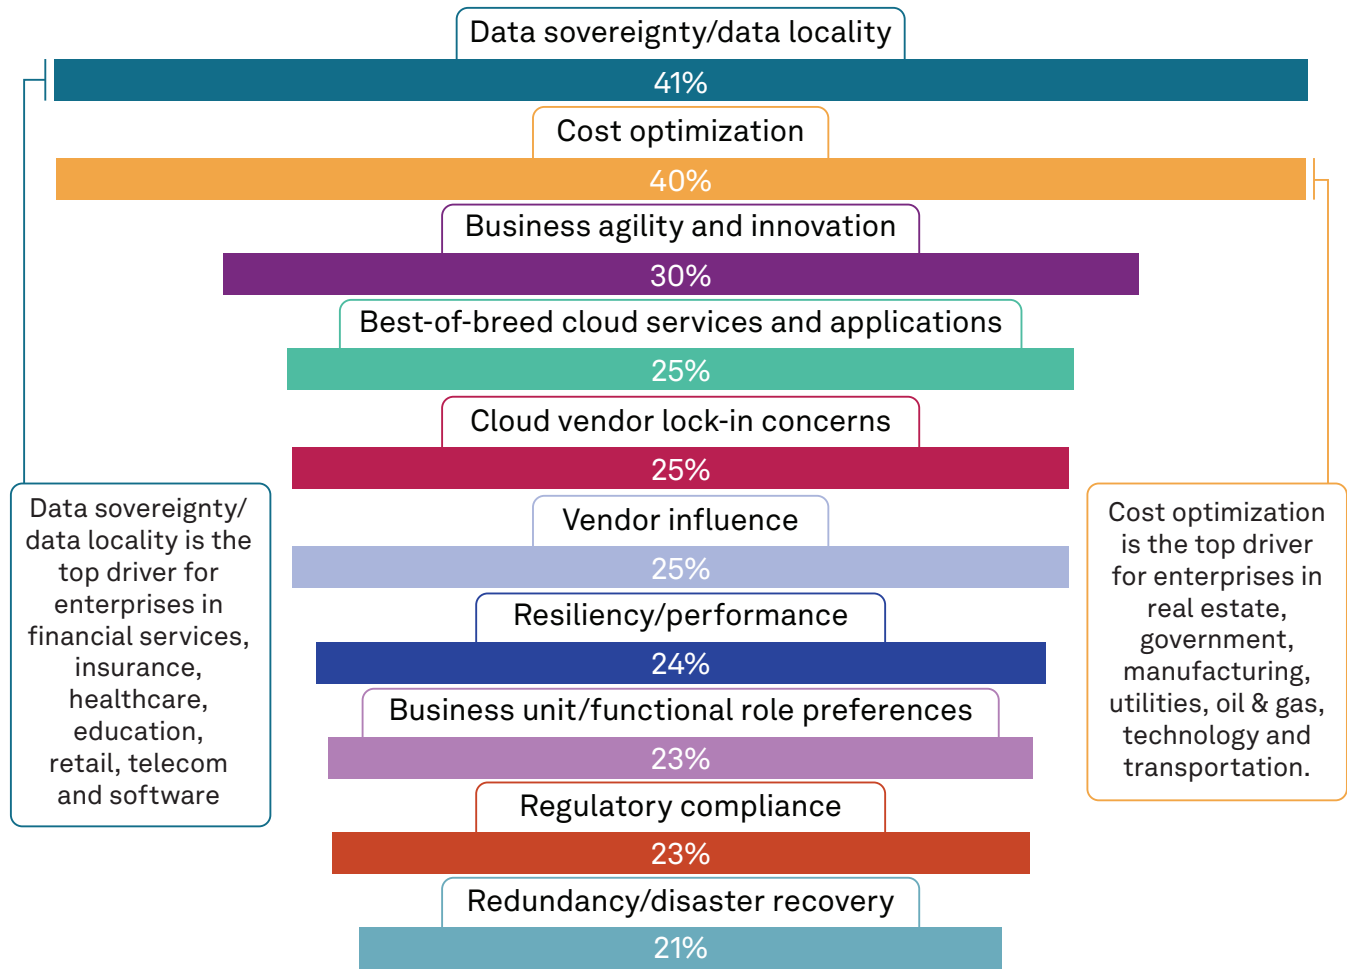 Data sovereignty/data locality
41%
Cost optimization
40%
Business agility and innovation
30%
Best-of-breed cloud services and applications
25%
Cloud vendor lock-in concerns
25%
Vendor influence
25%
Resiliency/performance
24%
Business unit/functional role preferences
23%
Regulatory compliance
23%
Redundancy/disaster recovery
21%
Data sovereignty/
data locality is the
top driver for
enterprises in
financial services,
insurance,
healthcare,
education,
retail, telecom
and software
Cost optimization
is the top driver
for enterprises in
real estate,
government,
manufacturing,
utilities, oil & gas,
technology and
transportation.